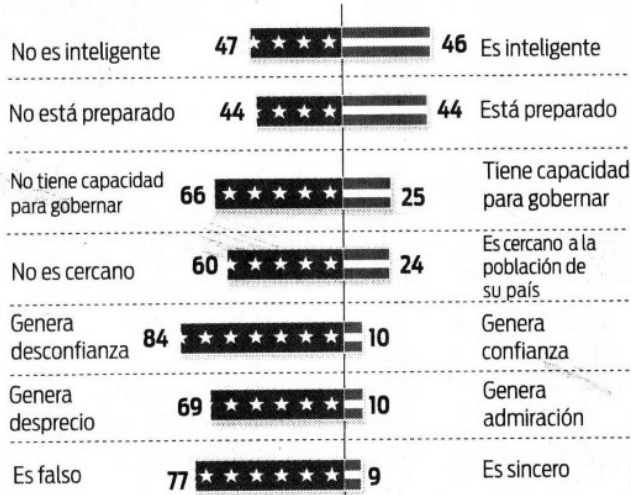 No es inteligente 47 46 Es inteligente
No está preparado 44 44 Está preparado
No tiene capacidad
para gobernar 66 25 Tiene capacidad
para gobernar
No es cercano 60 24 Es cercano a la
población de
su país
Genera
desconfianza 84 10 Genera
confianza
Genera
desprecio 69 10 Genera
admiración
Es falso 77 9 Es sincero